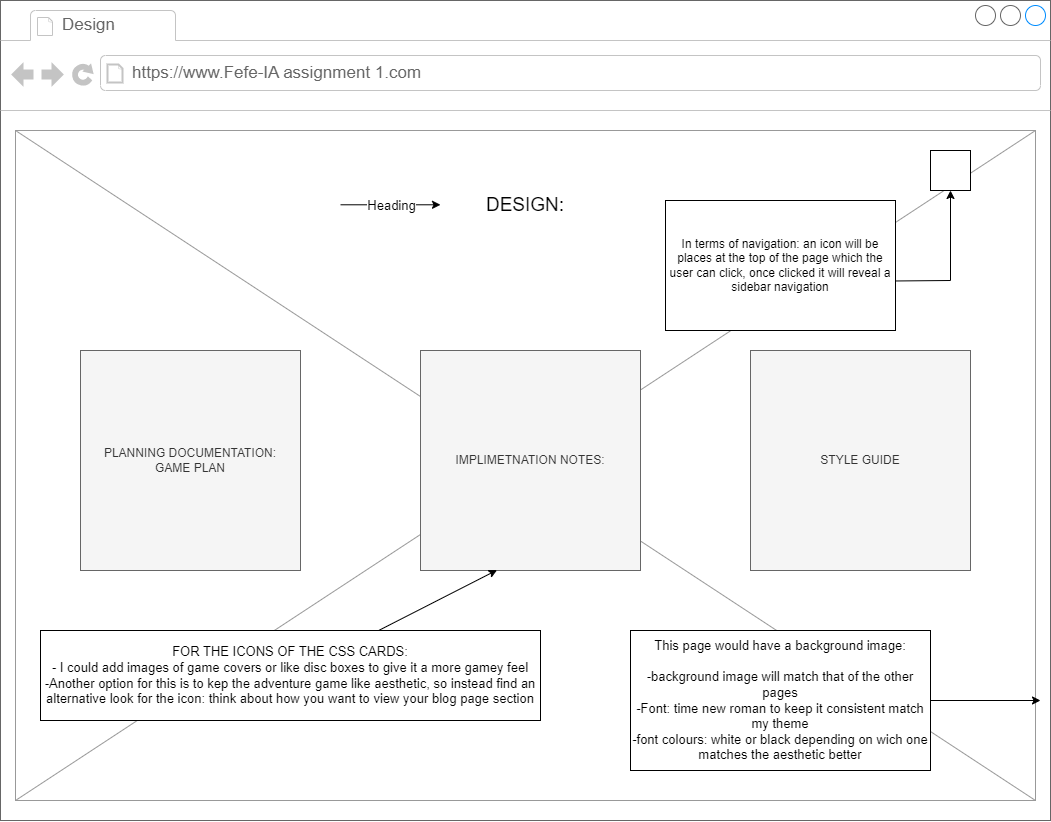 Design
https://www.Fefe-IA assignment 1.com
Heading
DESIGN:
In terms of navigation: an icon will be
places at the top of the page which the
user can click, once clicked it will reveal a
sidebar navigation
PLANNING DOCUMENTATION:
GAME PLAN
IMPLIMETNATION NOTES:
STYLE GUIDE
FOR THE ICONS OF THE CSS CARDS:
- I could add images of game covers or like disc boxes to give it a more gamey feel
-Another option for this is to kep the adventure game like aesthetic, so instead find an
alternative look for the icon: think about how you want to view your blog page section
This page would have a background image:
-background image will match that of the other
pages
-Font: time new roman to keep it consistent match
my theme
-font colours: white or black depending on wich one
matches the aesthetic better